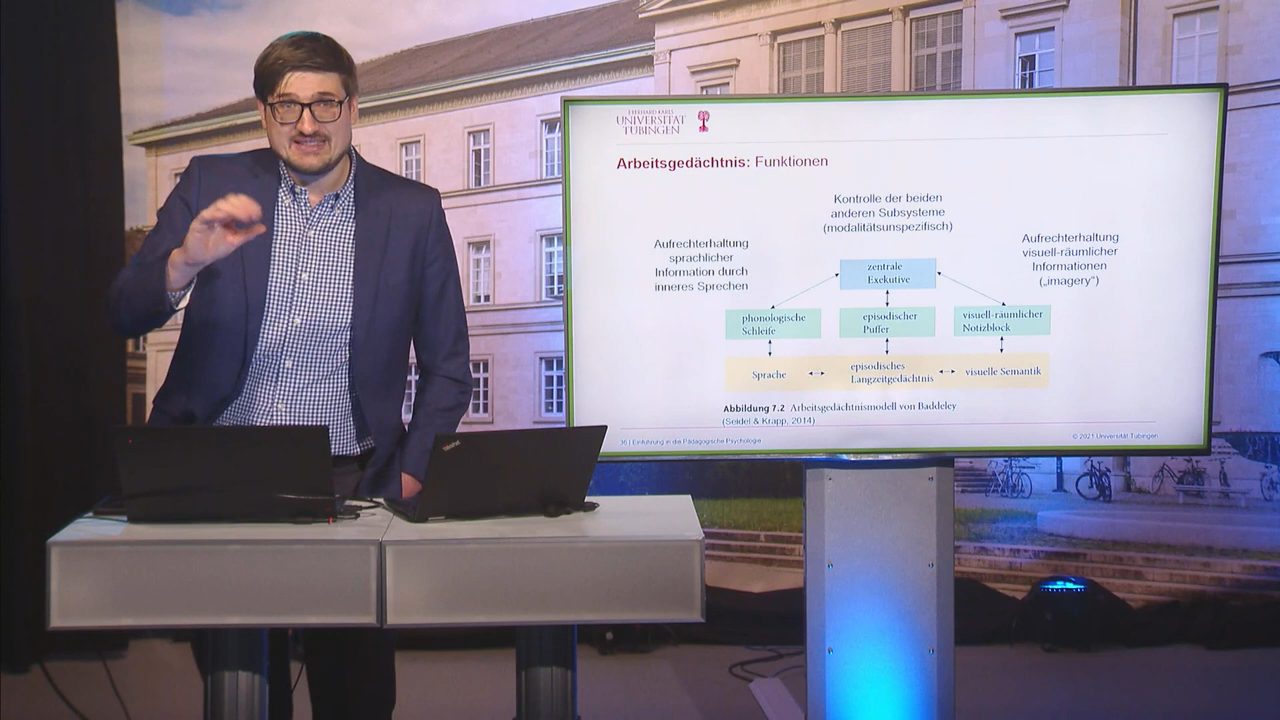 EBERHARD KARLS
UNIVERSITÄT
TÜBINGEN
Arbeitsgedächtnis: Funktionen
Kontrolle der beiden
anderen Subsysteme
(modalitätsunspezifisch)
Aufrechterhaltung
sprachlicher
Information durch
inneres Sprechen
Aufrechterhaltung
visuell-räumlicher
Informationen
(„imagery“)
zentrale
Exekutive
phonologische
Schleife
episodischer
Puffer
visuell-räumlicher
Notizblock
Sprache
episodisches
Langzeitgedächtnis
visuelle Semantik
Abbildung 7.2 Arbeitsgedächtnismodell von Baddeley
(Seidel & Krapp, 2014)
36 | Einführung in die Pädagogische Psychologie
© 2021 Universität Tübingen
ThinkPad